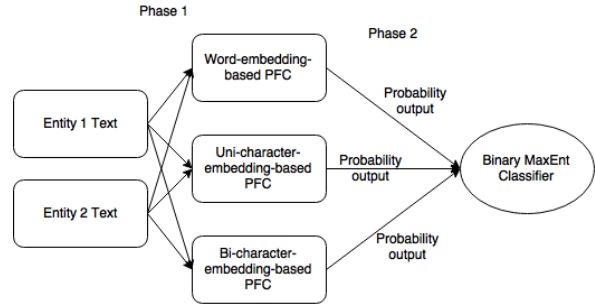 Phase 1
Phase 2
Entity 1 Text
Entity 2 Text
Word-embedding-
based PFC
Uni-character-
embedding-based
PFC
Bi-character-
embedding-based
PFC
Probability
output
Probability
output
Probability
output
Binary MaxEnt
Classifier